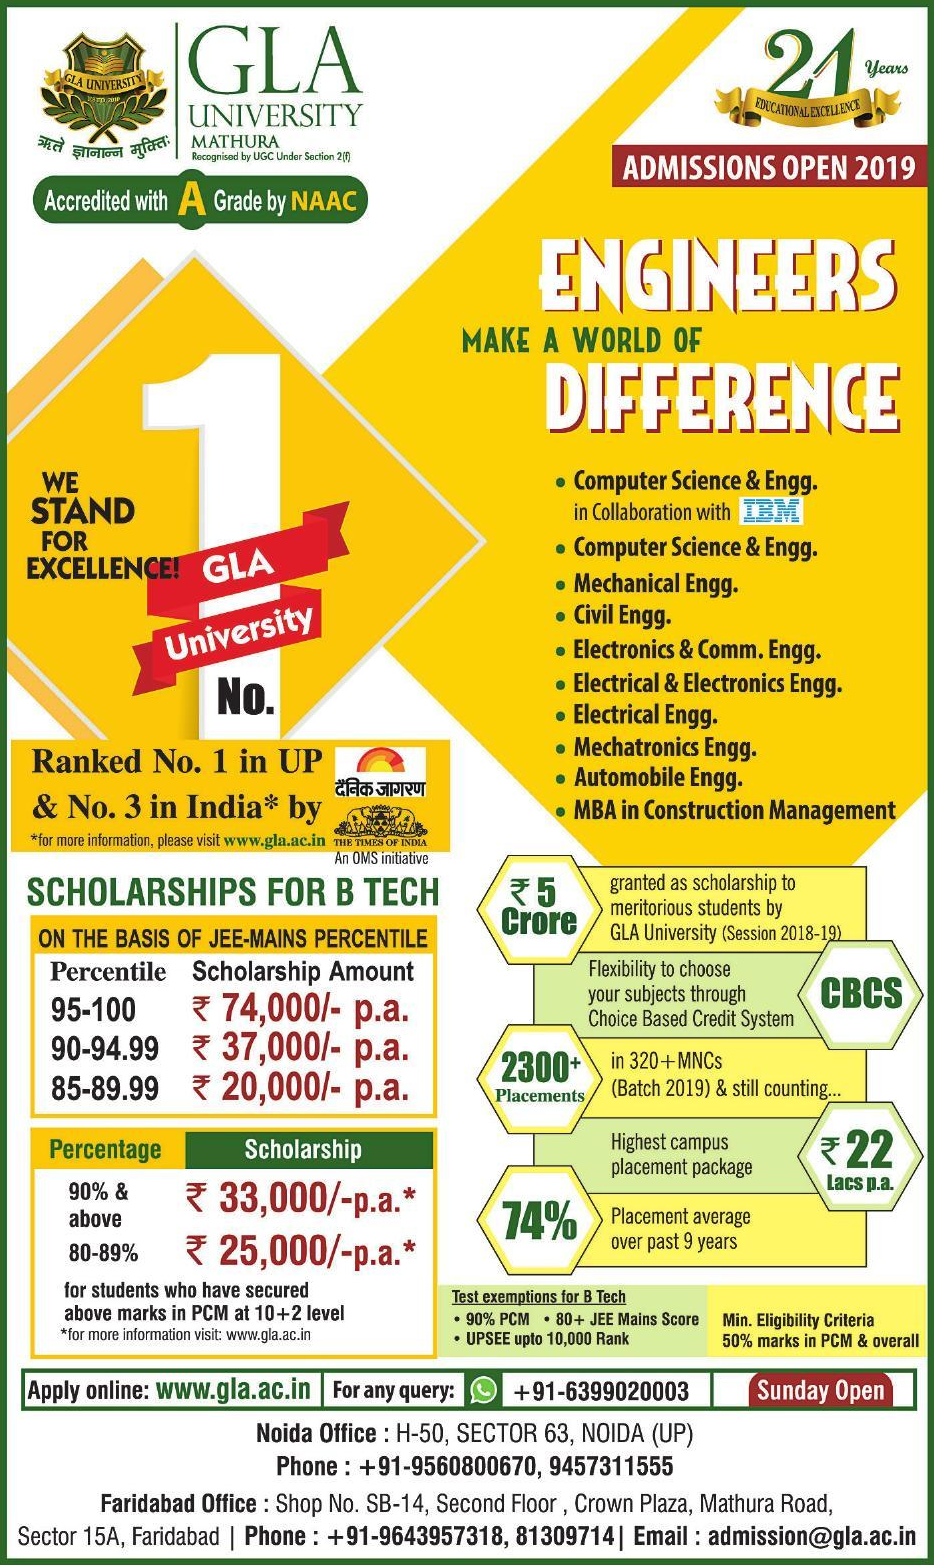 GLA UNIVERSITY
ESTD 2010
ऋते ज्ञानान्न मुक्तिः
GLA
UNIVERSITY
MATHURA
Recognised by UGC Under Section 2(f)
Accredited with A Grade by NAAC
21 Years
EDUCATIONAL EXCELLENCE
ADMISSIONS OPEN 2019
ENGINEERS
MAKE A WORLD OF
DIFFERENCE
WE
STAND
FOR
EXCELLENCE!
1
GLA
University
No.
• Computer Science & Engg.
in Collaboration with IBM
• Computer Science & Engg.
• Mechanical Engg.
• Civil Engg.
• Electronics & Comm. Engg.
• Electrical & Electronics Engg.
• Electrical Engg.
• Mechatronics Engg.
• Automobile Engg.
• MBA in Construction Management
Ranked No. 1 in UP
& No. 3 in India* by
*for more information, please visit www.gla.ac.in
दैनिक जागरण
THE TIMES OF INDIA
An OMS initiative
SCHOLARSHIPS FOR B TECH
ON THE BASIS OF JEE-MAINS PERCENTILE
Percentile Scholarship Amount
95-100 ₹ 74,000/- p.a.
90-94.99 ₹ 37,000/- p.a.
85-89.99 ₹ 20,000/- p.a.
Percentage Scholarship
90% &
above
₹ 33,000/-p.a.*
80-89% ₹ 25,000/-p.a.*
for students who have secured
above marks in PCM at 10+2 level
*for more information visit: www.gla.ac.in
₹ 5
Crore
granted as scholarship to
meritorious students by
GLA University (Session 2018-19)
Flexibility to choose
your subjects through
Choice Based Credit System
CBCS
2300+
Placements
in 320+MNCs
(Batch 2019) & still counting...
Highest campus
placement package
₹ 22
Lacs p.a.
74%
Placement average
over past 9 years
Test exemptions for B Tech
• 90% PCM • 80+ JEE Mains Score
• UPSEE upto 10,000 Rank
Min. Eligibility Criteria
50% marks in PCM & overall
Apply online: www.gla.ac.in For any query: +91-6399020003 Sunday Open
Noida Office : H-50, SECTOR 63, NOIDA (UP)
Phone : +91-9560800670, 9457311555
Faridabad Office : Shop No. SB-14, Second Floor , Crown Plaza, Mathura Road,
Sector 15A, Faridabad | Phone : +91-9643957318, 81309714| Email : admission@gla.ac.in